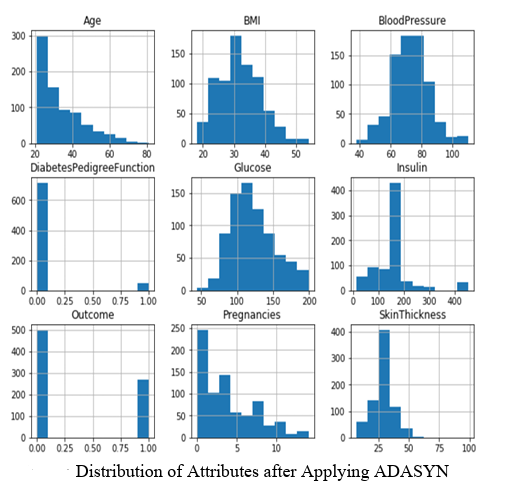 Age BMI BloodPressure
300 200 100 0
20 40 60 80
150 100 50 0
20 30 40 50
150 100 50 0
40 60 80 100
DiabetesPedigreeFunction Glucose Insulin
600 400 200 0
0.00 0.25 0.50 0.75 1.00
150 100 50 0
50 100 150 200
400 300 200 100 0
0 100 200 300 400
Outcome Pregnancies SkinThickness
500 400 300 200 100 0
0.00 0.25 0.50 0.75 1.00
250 200 150 100 50 0
0 5 10
400 300 200 100 0
25 50 75 100
Distribution of Attributes after Applying ADASYN